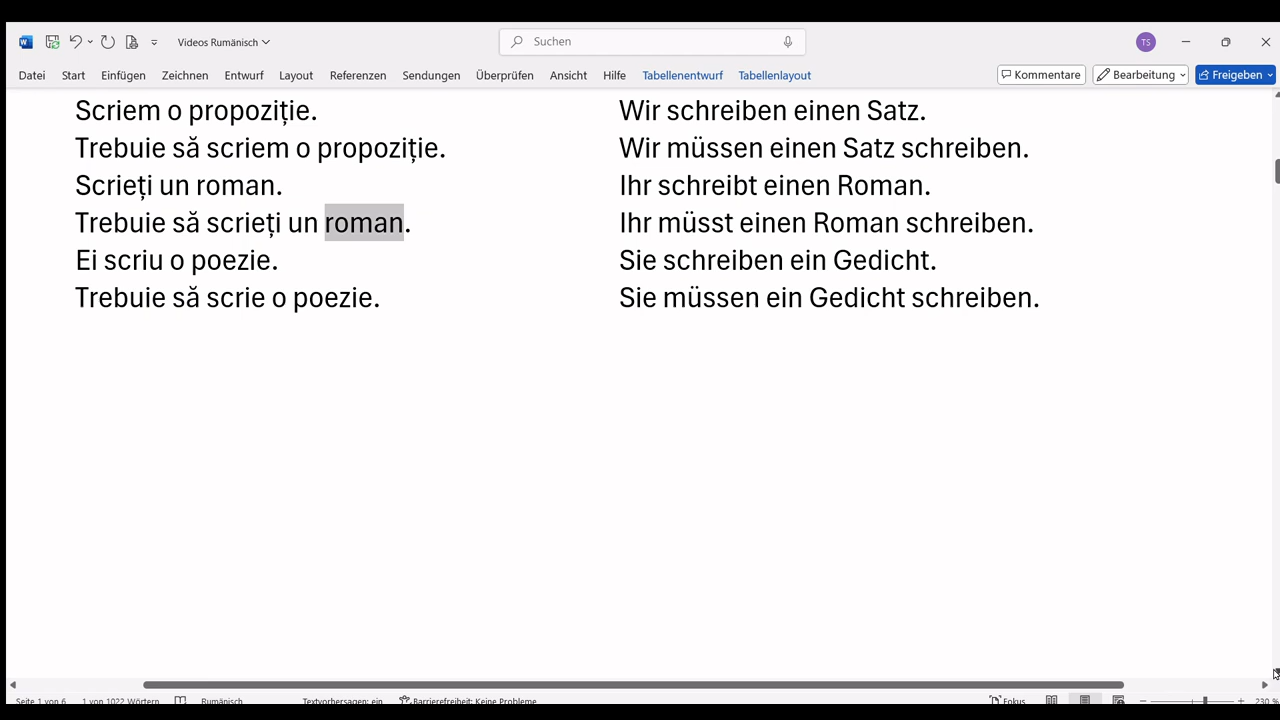 Videos Rumänisch
Suchen
TS
Datei Start Einfügen Zeichnen Entwurf Layout Referenzen Sendungen Überprüfen Ansicht Hilfe Tabellenentwurf Tabellenlayout Kommentare Bearbeitung Freigeben
Scriem o propoziție. Wir schreiben einen Satz.
Trebuie să scriem o propoziție. Wir müssen einen Satz schreiben.
Scrieți un roman. Ihr schreibt einen Roman.
Trebuie să scrieți un roman. Ihr müsst einen Roman schreiben.
Ei scriu o poezie. Sie schreiben ein Gedicht.
Trebuie să scrie o poezie. Sie müssen ein Gedicht schreiben.
Seite 1 von 6 1 von 1022 Wörtern Rumänisch Textvorhersagen: ein Barrierefreiheit: Keine Probleme Fokus 230 %